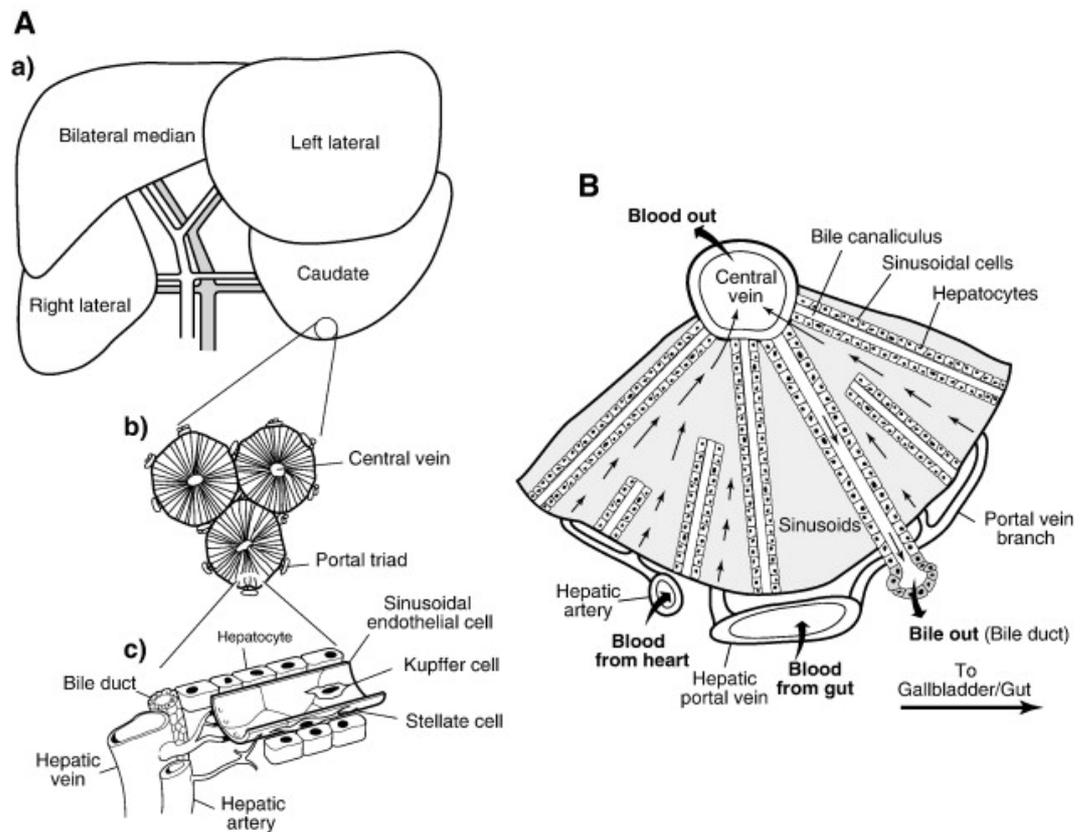 A
a)
Bilateral median
Left lateral
Right lateral
Caudate
b)
Central vein
Portal triad
c)
Hepatocyte
Sinusoidal
endothelial cell
Bile duct
Kupffer cell
Stellate cell
Hepatic
vein
Hepatic
artery
B
Blood out
Bile canaliculus
Sinusoidal cells
Hepatocytes
Central
vein
Sinusoids
Portal vein
branch
Hepatic
artery
Blood
from heart
Hepatic
portal vein
Blood
from gut
Bile out (Bile duct)
To
Gallbladder/Gut